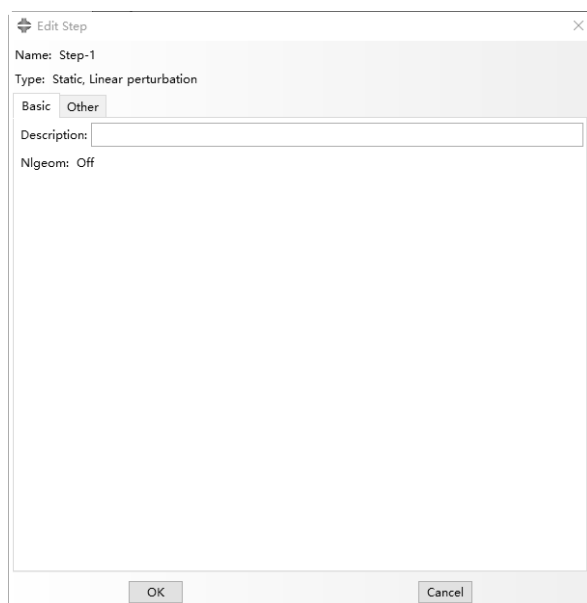 Edit Step
Name: Step-1
Type: Static, Linear perturbation
Basic Other
Description:
Nlgeom: Off
OK Cancel